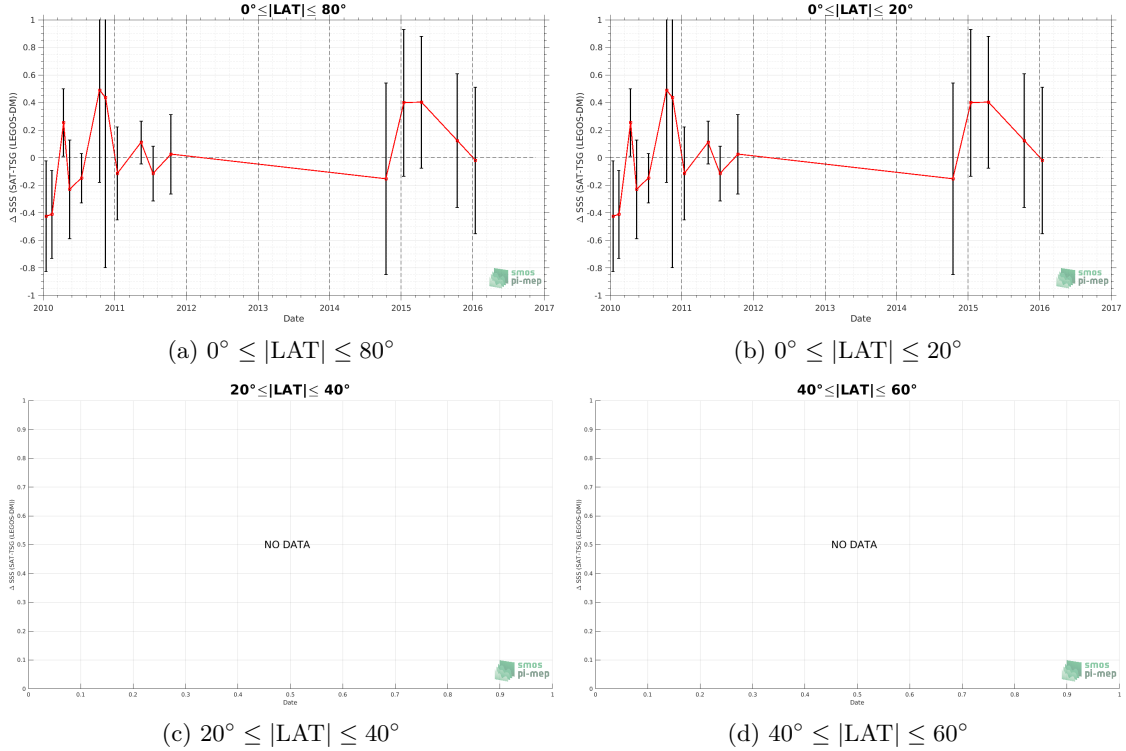 0°≤|LAT|≤ 80°
Δ SSS (SAT-TSG (LEGOS-DM))
1
0.8
0.6
0.4
0.2
0
-0.2
-0.4
-0.6
-0.8
-1
2010 2011 2012 2013 2014 2015 2016 2017
Date
smos
pi-mep
(a) 0° ≤ |LAT| ≤ 80°
0°≤|LAT|≤ 20°
Δ SSS (SAT-TSG (LEGOS-DM))
1
0.8
0.6
0.4
0.2
0
-0.2
-0.4
-0.6
-0.8
-1
2010 2011 2012 2013 2014 2015 2016 2017
Date
smos
pi-mep
(b) 0° ≤ |LAT| ≤ 20°
20°≤|LAT|≤ 40°
Δ SSS (SAT-TSG (LEGOS-DM))
1
0.9
0.8
0.7
0.6
0.5
0.4
0.3
0.2
0.1
0
NO DATA
0 0.1 0.2 0.3 0.4 0.5 0.6 0.7 0.8 0.9 1
Date
smos
pi-mep
(c) 20° ≤ |LAT| ≤ 40°
40°≤|LAT|≤ 60°
Δ SSS (SAT-TSG (LEGOS-DM))
1
0.9
0.8
0.7
0.6
0.5
0.4
0.3
0.2
0.1
0
NO DATA
0 0.1 0.2 0.3 0.4 0.5 0.6 0.7 0.8 0.9 1
Date
smos
pi-mep
(d) 40° ≤ |LAT| ≤ 60°